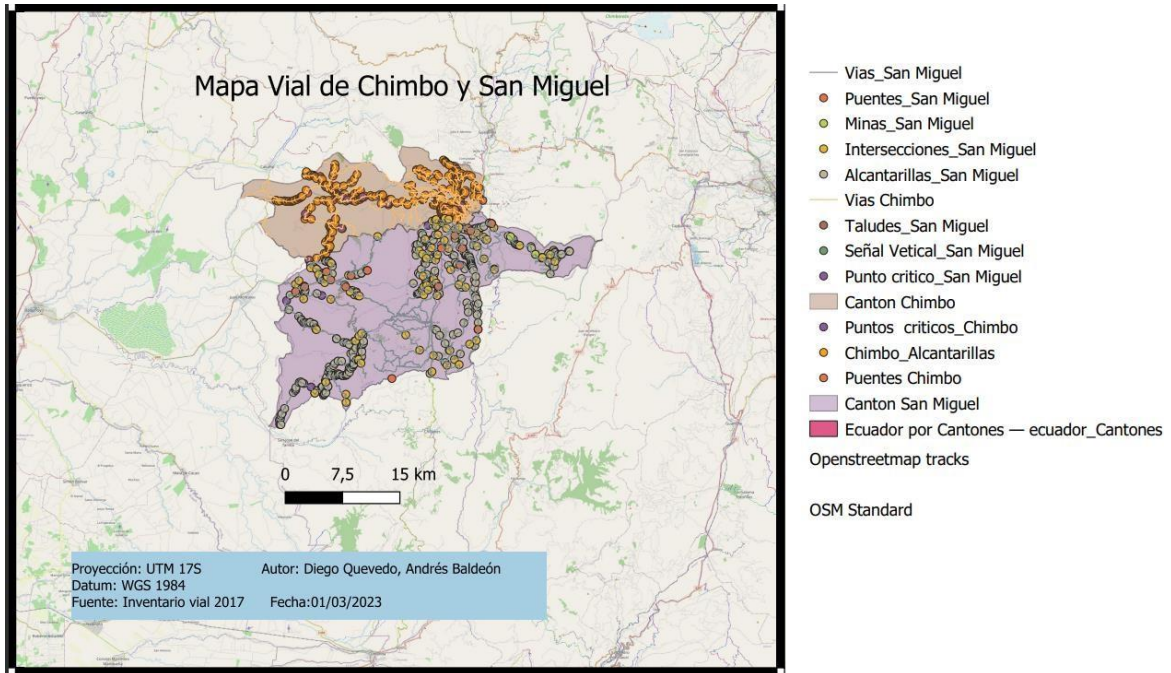 Mapa Vial de Chimbo y San Miguel
0 7,5 15 km
Proyección: UTM 17S Autor: Diego Quevedo, Andrés Baldeón
Datum: WGS 1984
Fuente: Inventario vial 2017 Fecha:01/03/2023
Vias_San Miguel
Puentes_San Miguel
Minas_San Miguel
Intersecciones_San Miguel
Alcantarillas_San Miguel
Vias Chimbo
Taludes_San Miguel
Señal Vetical_San Miguel
Punto critico_San Miguel
Canton Chimbo
Puntos criticos_Chimbo
Chimbo_Alcantarillas
Puentes Chimbo
Canton San Miguel
Ecuador por Cantones — ecuador_Cantones
Openstreetmap tracks
OSM Standard